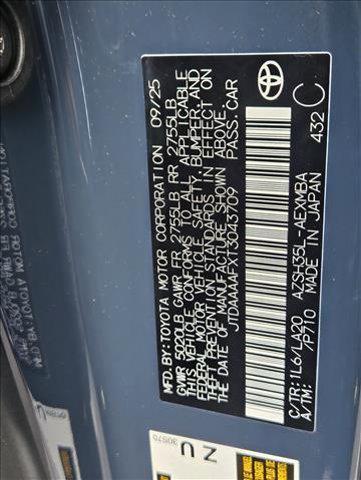 MFD.BY: TOYOTA MOTOR CORPORATION 09/25
GVWR 5020LB GAWR FR 2755LB RR 2755LB
THIS VEHICLE CONFORMS TO ALL APPLICABLE
FEDERAL MOTOR VEHICLE SAFETY, BUMPER, AND
THEFT PREVENTION STANDARDS IN EFFECT ON
THE DATE OF MANUFACTURE SHOWN ABOVE.
JTDAAAAFXT3043709 PASS.CAR
C/TR:1L6/LA20 AZSH35L-AEXMBA
A/TM: /P710 MADE IN JAPAN
432 C
TOYOTA
Z U
30570